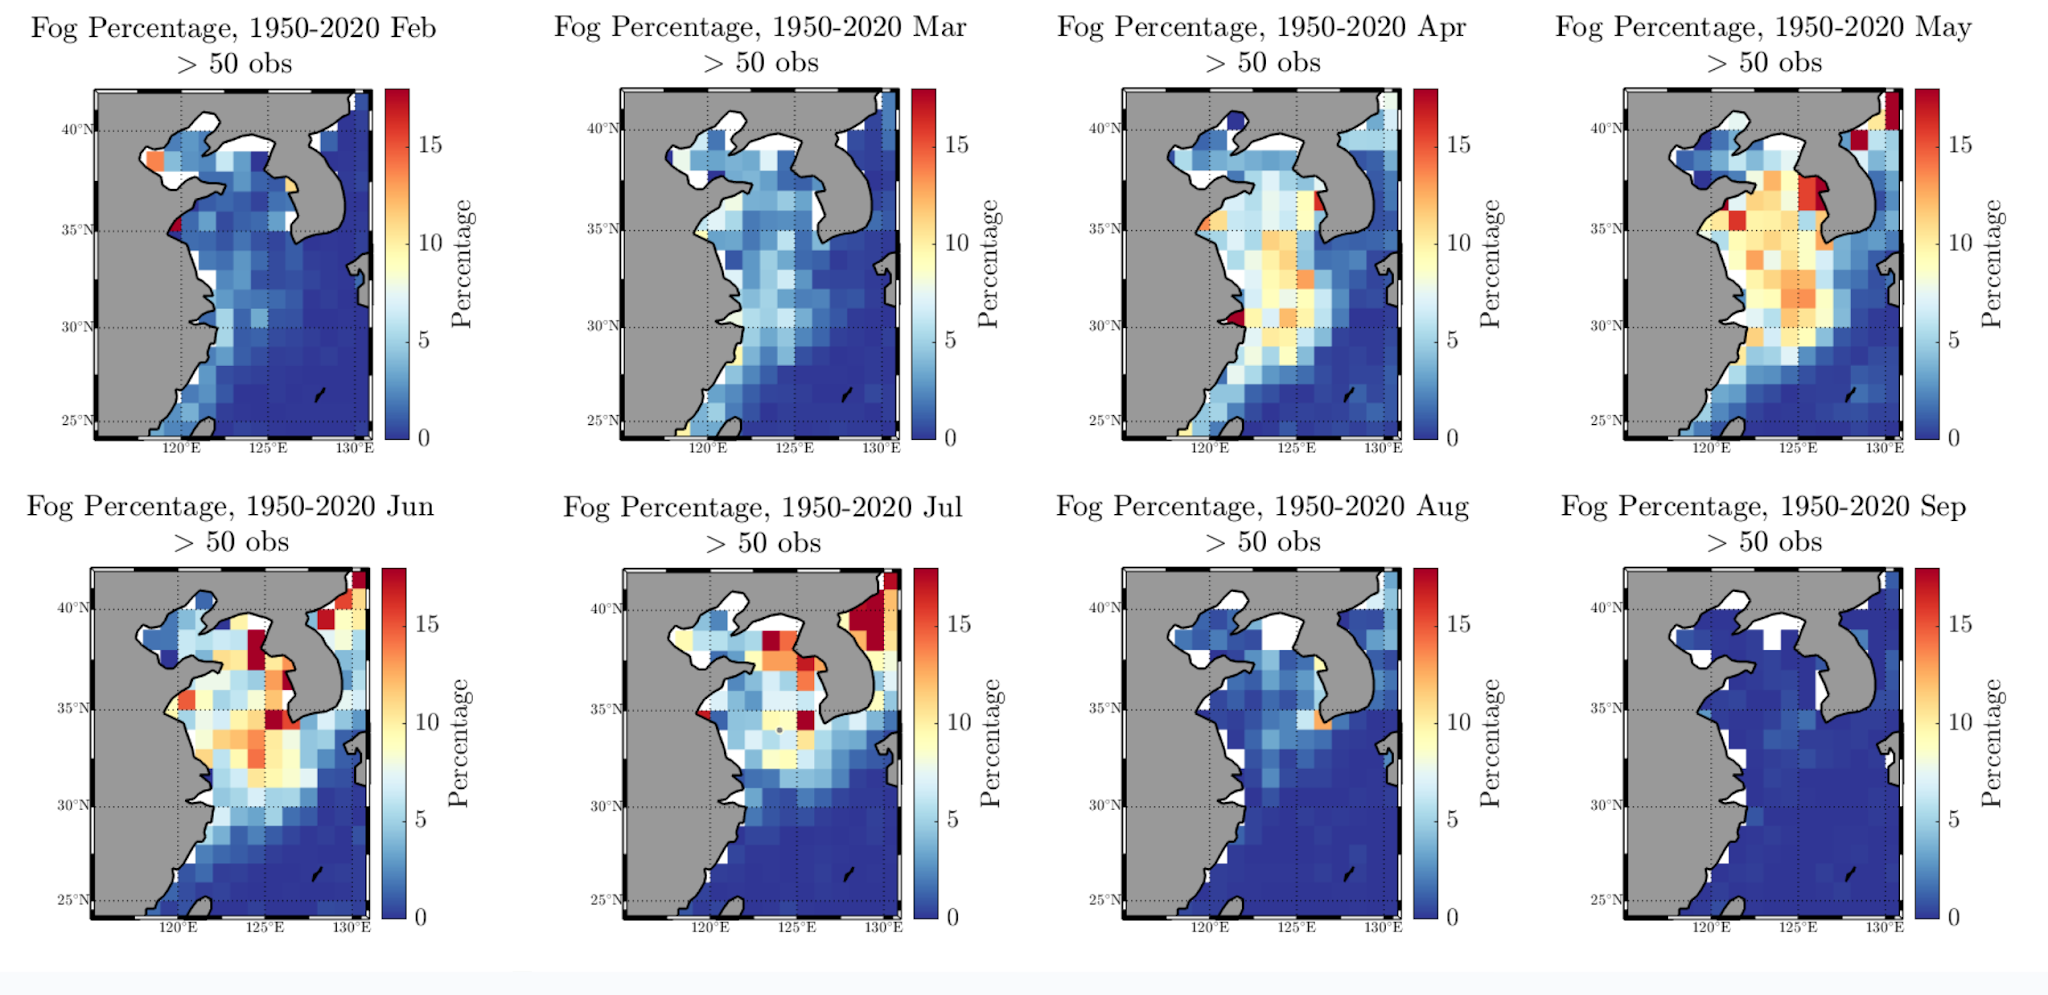 Fog Percentage, 1950-2020 Feb
> 50 obs
40°N
35°N
30°N
25°N
120°E 125°E 130°E
15
10
5
0
Percentage
Fog Percentage, 1950-2020 Mar
> 50 obs
40°N
35°N
30°N
25°N
120°E 125°E 130°E
15
10
5
0
Percentage
Fog Percentage, 1950-2020 Apr
> 50 obs
40°N
35°N
30°N
25°N
120°E 125°E 130°E
15
10
5
0
Percentage
Fog Percentage, 1950-2020 May
> 50 obs
40°N
35°N
30°N
25°N
120°E 125°E 130°E
15
10
5
0
Percentage
Fog Percentage, 1950-2020 Jun
> 50 obs
40°N
35°N
30°N
25°N
120°E 125°E 130°E
15
10
5
0
Percentage
Fog Percentage, 1950-2020 Jul
> 50 obs
40°N
35°N
30°N
25°N
120°E 125°E 130°E
15
10
5
0
Percentage
Fog Percentage, 1950-2020 Aug
> 50 obs
40°N
35°N
30°N
25°N
120°E 125°E 130°E
15
10
5
0
Percentage
Fog Percentage, 1950-2020 Sep
> 50 obs
40°N
35°N
30°N
25°N
120°E 125°E 130°E
15
10
5
0
Percentage